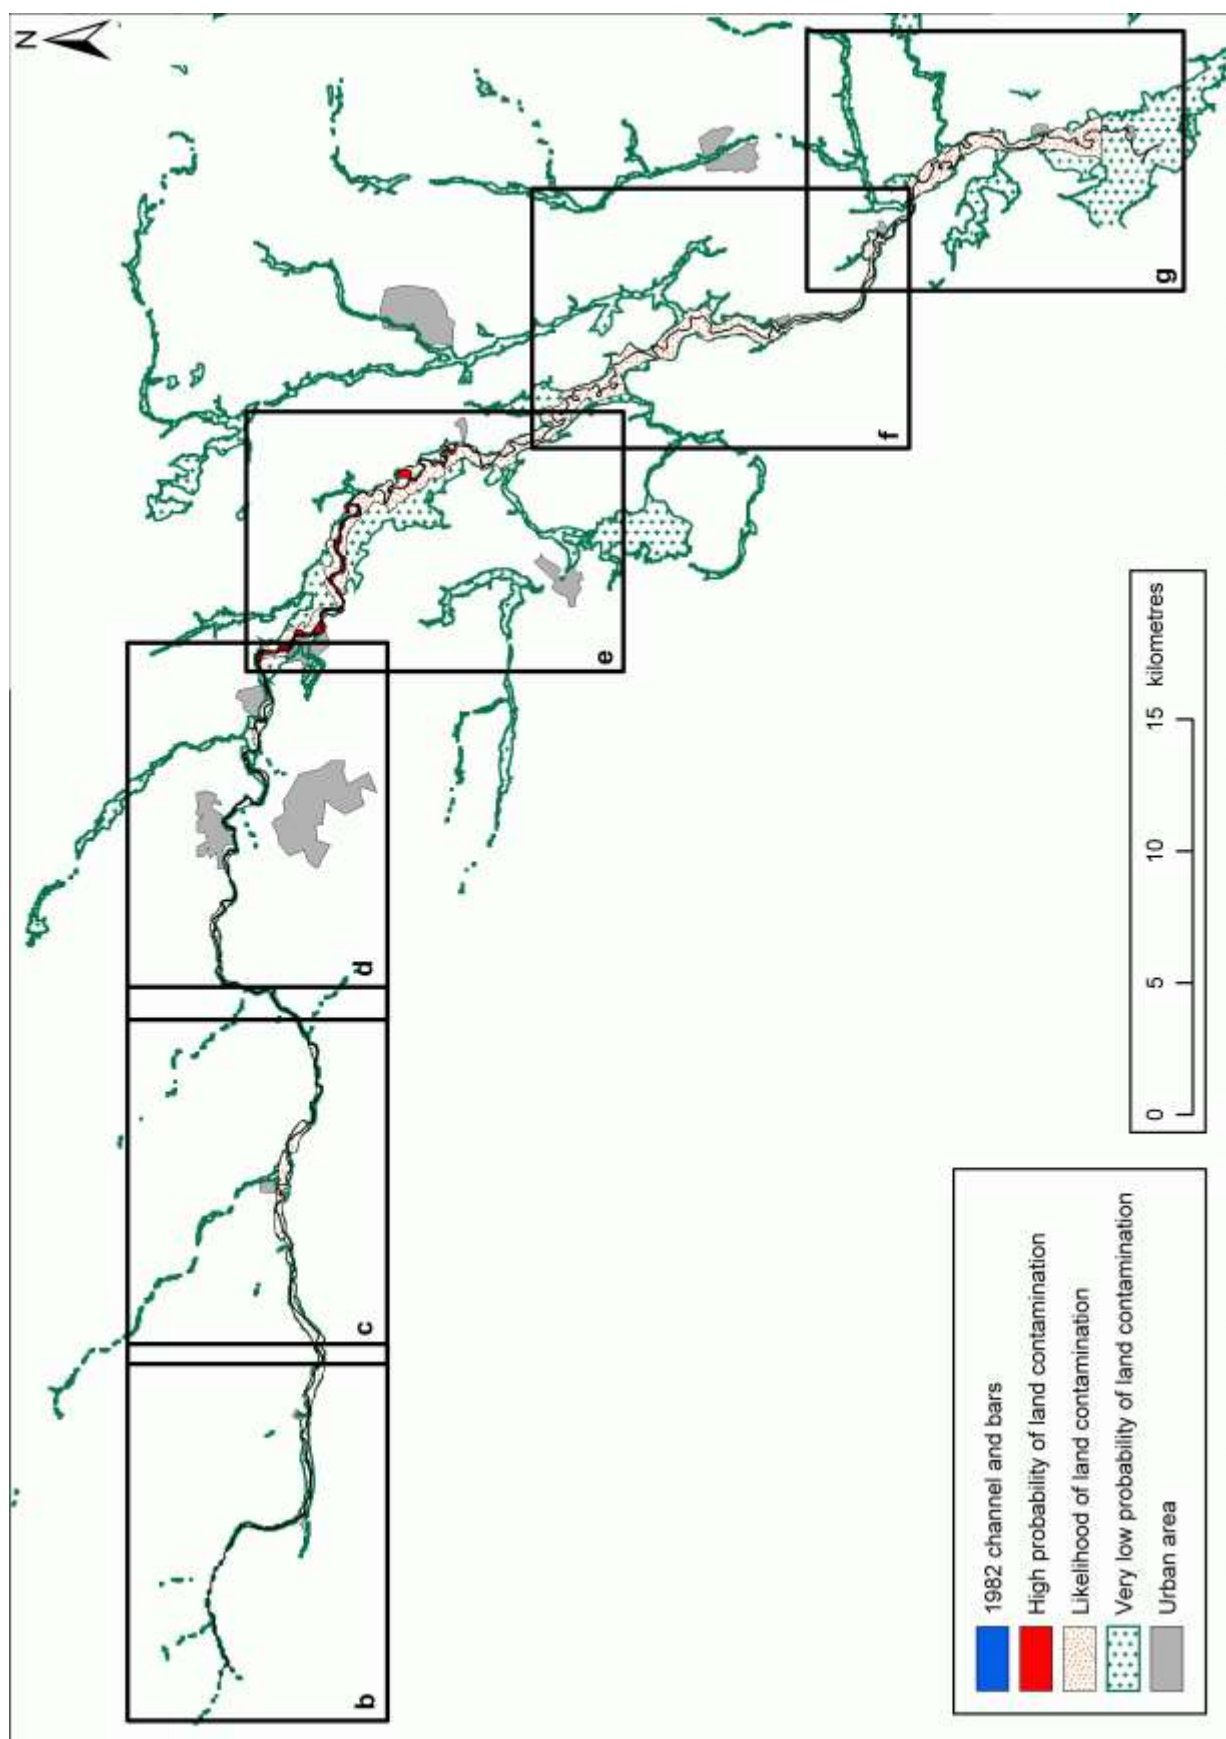 N
b
c
d
e
f
g
0 5 10 15 kilometres
1982 channel and bars
High probability of land contamination
Likelihood of land contamination
Very low probability of land contamination
Urban area